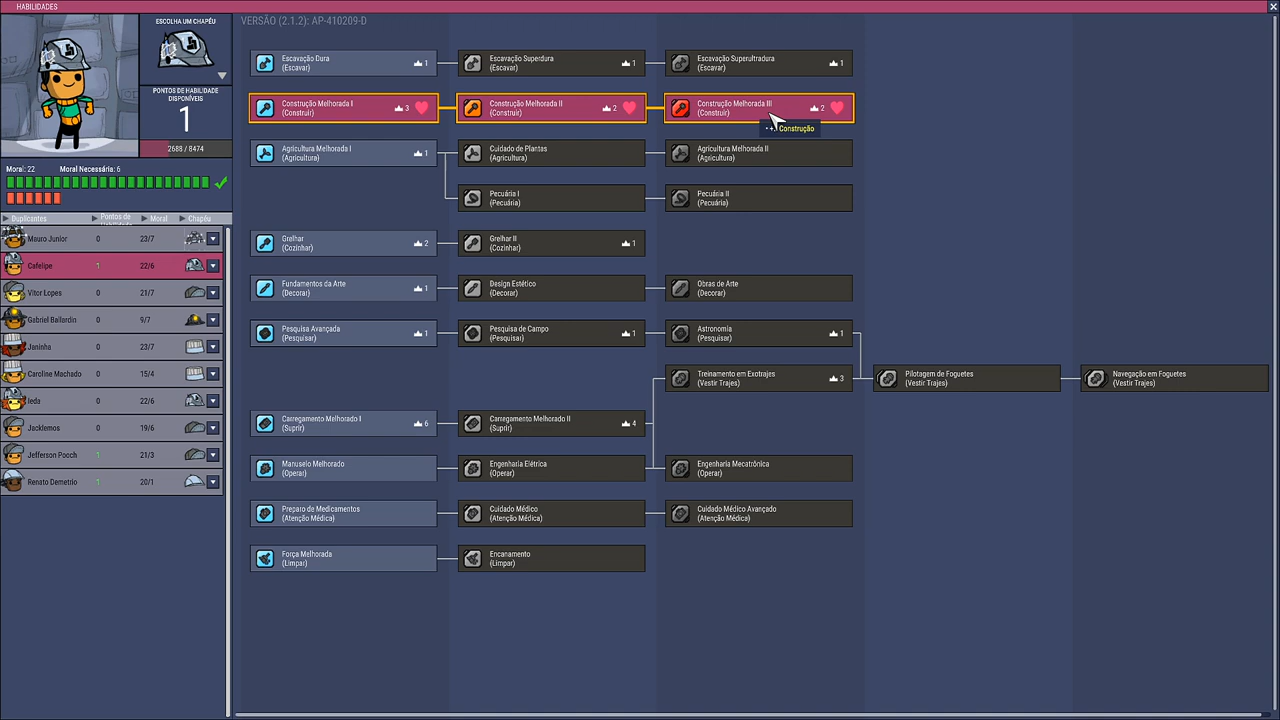 HABILIDADES
ESCOLHA UM CHAPÉU
PONTOS DE HABILIDADE
DISPONÍVEIS
1
2688 / 8474
Moral: 22 Moral Necessária: 6
Duplicantes Pontos de Moral Chapéu
Mauro Junior 0 23/7
Cafelipe 1 22/6
Vitor Lopes 0 21/7
Gabriel Bailardin 0 9/7
Janinha 0 23/7
Caroline Machado 0 15/4
Ieda 0 22/6
Jacklemos 0 19/6
Jefferson Pooch 1 21/3
Renato Demetrio 1 20/1
VERSÃO (2.1.2): AP-410209-D
Escavação Dura
(Escavar)
1
Escavação Superdura
(Escavar)
1
Escavação Superultradura
(Escavar)
1
Construção Melhorada I
(Construir)
3
Construção Melhorada II
(Construir)
2
Construção Melhorada III
(Construir)
2
Construção
Agricultura Melhorada I
(Agricultura)
1
Cuidado de Plantas
(Agricultura)
Agricultura Melhorada II
(Agricultura)
Pecuária I
(Pecuária)
Pecuária II
(Pecuária)
Grelhar
(Cozinhar)
2
Grelhar II
(Cozinhar)
1
Fundamentos da Arte
(Decorar)
1
Design Estético
(Decorar)
Obras de Arte
(Decorar)
Pesquisa Avançada
(Pesquisar)
1
Pesquisa de Campo
(Pesquisar)
1
Astronomia
(Pesquisar)
1
Treinamento em Exotrajes
(Vestir Trajes)
3
Pilotagem de Foguetes
(Vestir Trajes)
Navegação em Foguetes
(Vestir Trajes)
Carregamento Melhorado I
(Suprir)
6
Carregamento Melhorado II
(Suprir)
4
Manuseio Melhorado
(Operar)
Engenharia Elétrica
(Operar)
Engenharia Mecatrônica
(Operar)
Preparo de Medicamentos
(Atenção Médica)
Cuidado Médico
(Atenção Médica)
Cuidado Médico Avançado
(Atenção Médica)
Força Melhorada
(Limpar)
Encanamento
(Limpar)